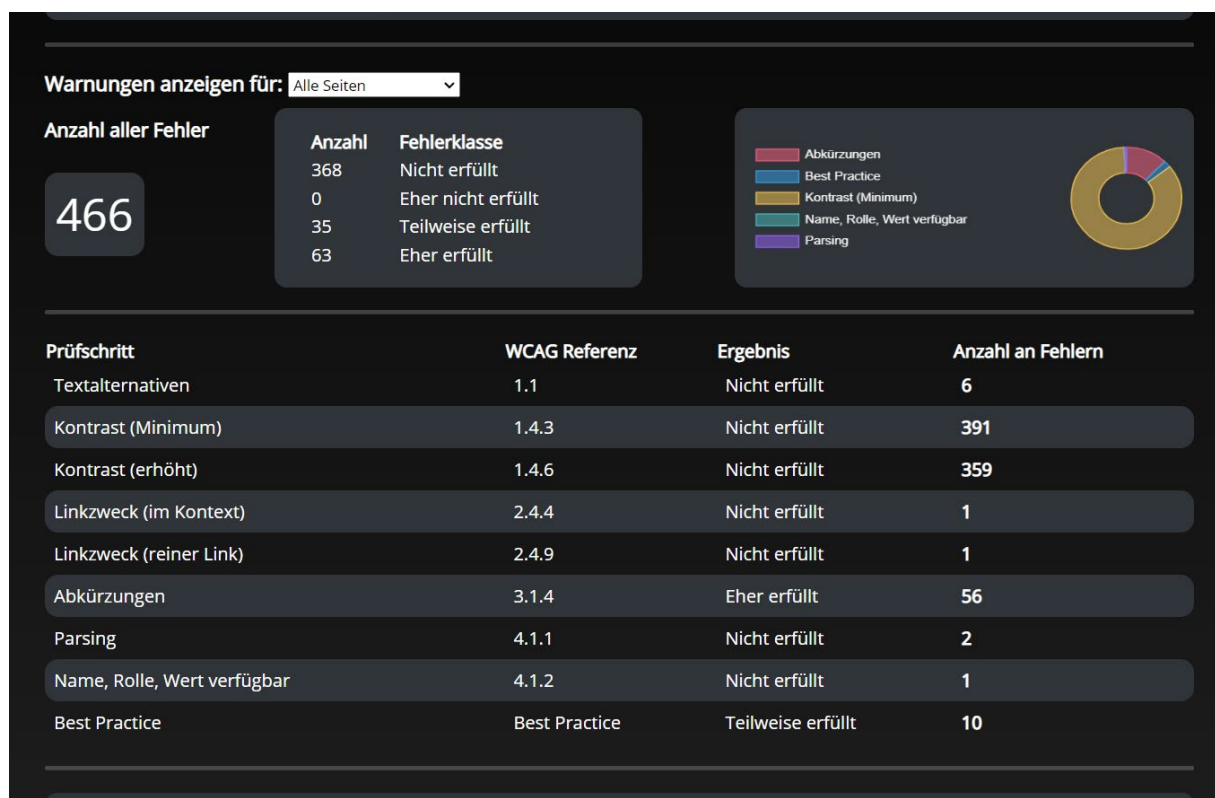 Warnungen anzeigen für: Alle Seiten
Anzahl aller Fehler
466
Anzahl Fehlerklasse
368 Nicht erfüllt
0 Eher nicht erfüllt
35 Teilweise erfüllt
63 Eher erfüllt
Abkürzungen
Best Practice
Kontrast (Minimum)
Name, Rolle, Wert verfügbar
Parsing
Prüfschritt WCAG Referenz Ergebnis Anzahl an Fehlern
Textalternativen 1.1 Nicht erfüllt 6
Kontrast (Minimum) 1.4.3 Nicht erfüllt 391
Kontrast (erhöht) 1.4.6 Nicht erfüllt 359
Linkzweck (im Kontext) 2.4.4 Nicht erfüllt 1
Linkzweck (reiner Link) 2.4.9 Nicht erfüllt 1
Abkürzungen 3.1.4 Eher erfüllt 56
Parsing 4.1.1 Nicht erfüllt 2
Name, Rolle, Wert verfügbar 4.1.2 Nicht erfüllt 1
Best Practice Best Practice Teilweise erfüllt 10